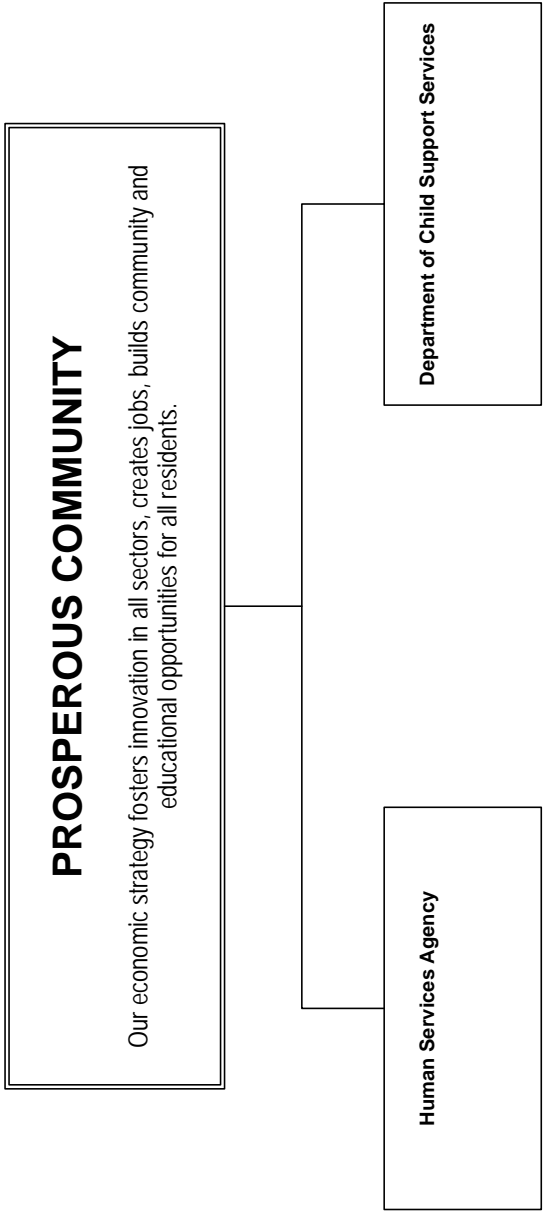 PROSPEROUS COMMUNITY
Our economic strategy fosters innovation in all sectors, creates jobs, builds community and
educational opportunities for all residents.
Human Services Agency
Department of Child Support Services